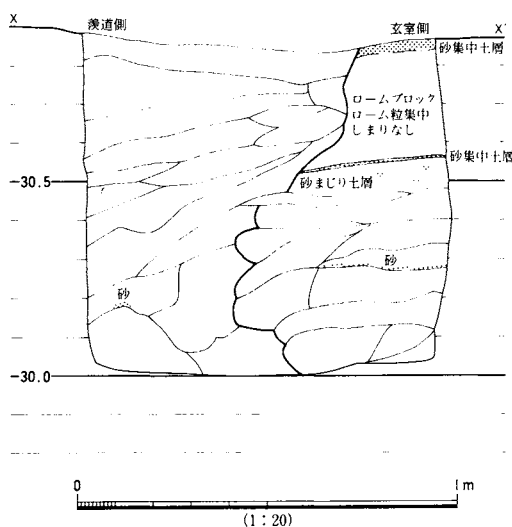 X X'
羨道側 玄室側
砂集中土層
ロームブロック
ローム粒集中
しまりなし
砂集中土層
30.5
砂まじり土層
砂
砂
30.0
0 1m
(1:20)